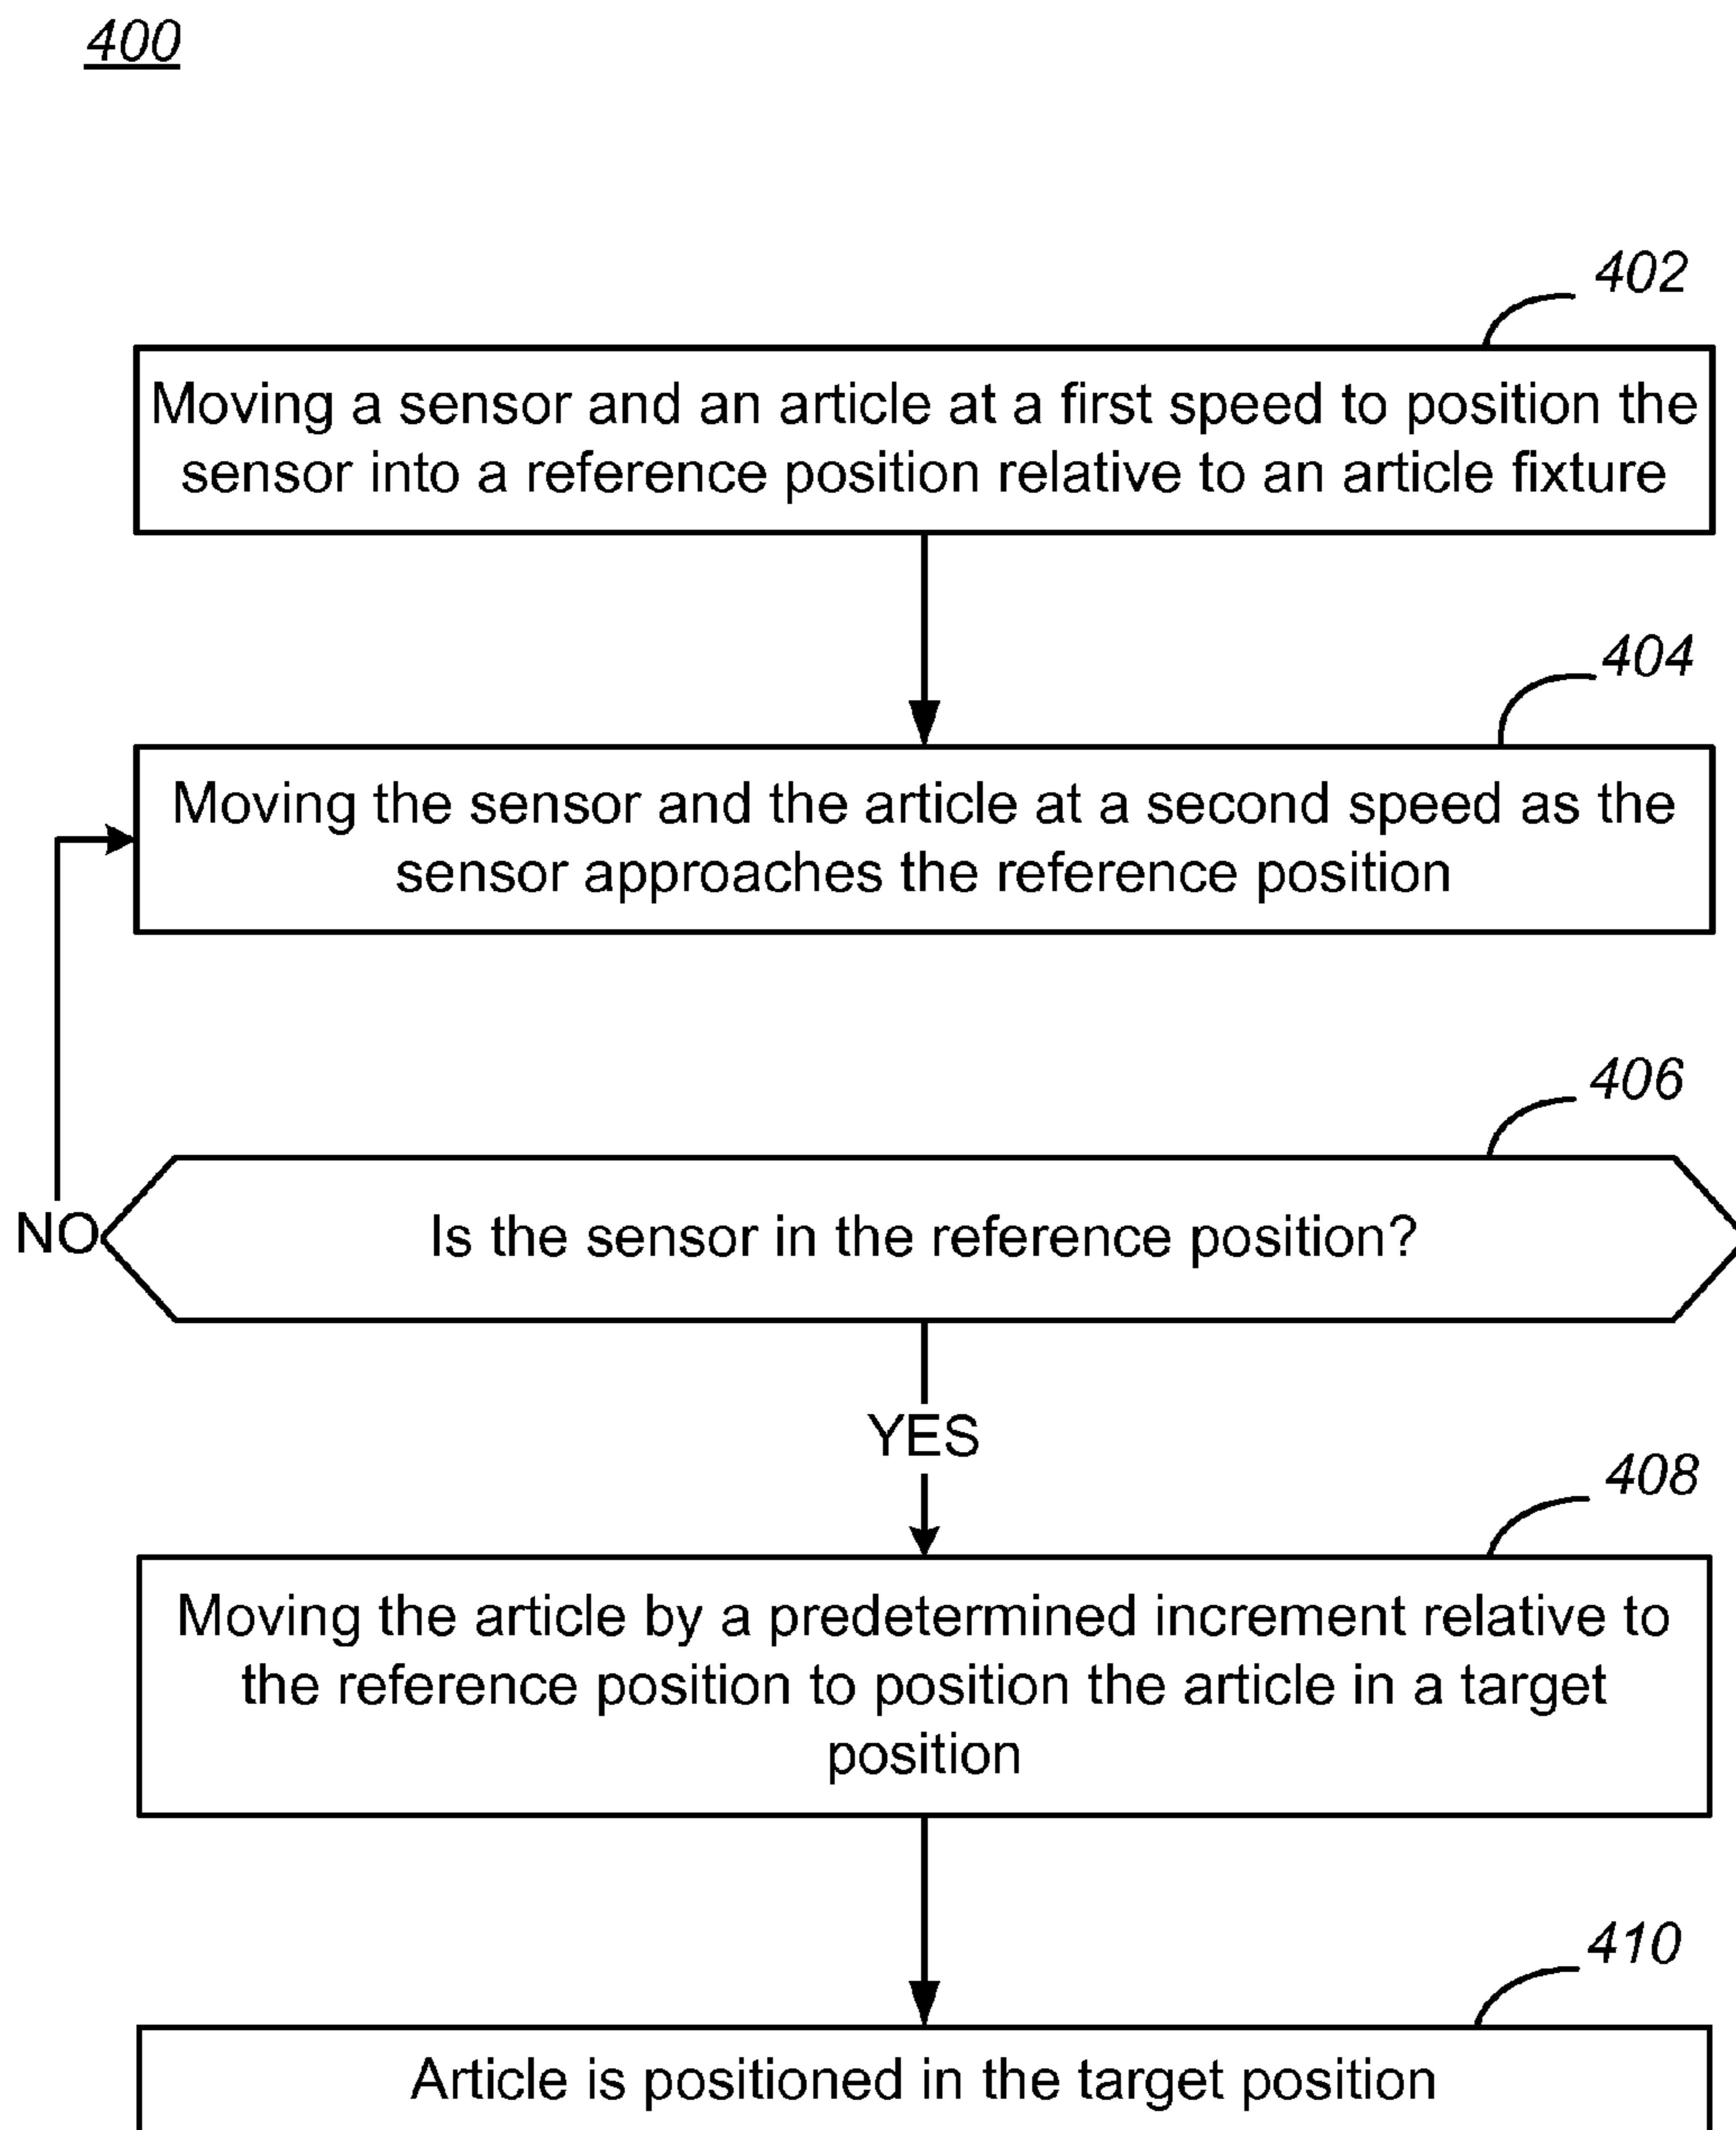 400
402
Moving a sensor and an article at a first speed to position the
sensor into a reference position relative to an article fixture
404
Moving the sensor and the article at a second speed as the
sensor approaches the reference position
406
NO
Is the sensor in the reference position?
YES
408
Moving the article by a predetermined increment relative to
the reference position to position the article in a target
position
410
Article is positioned in the target position